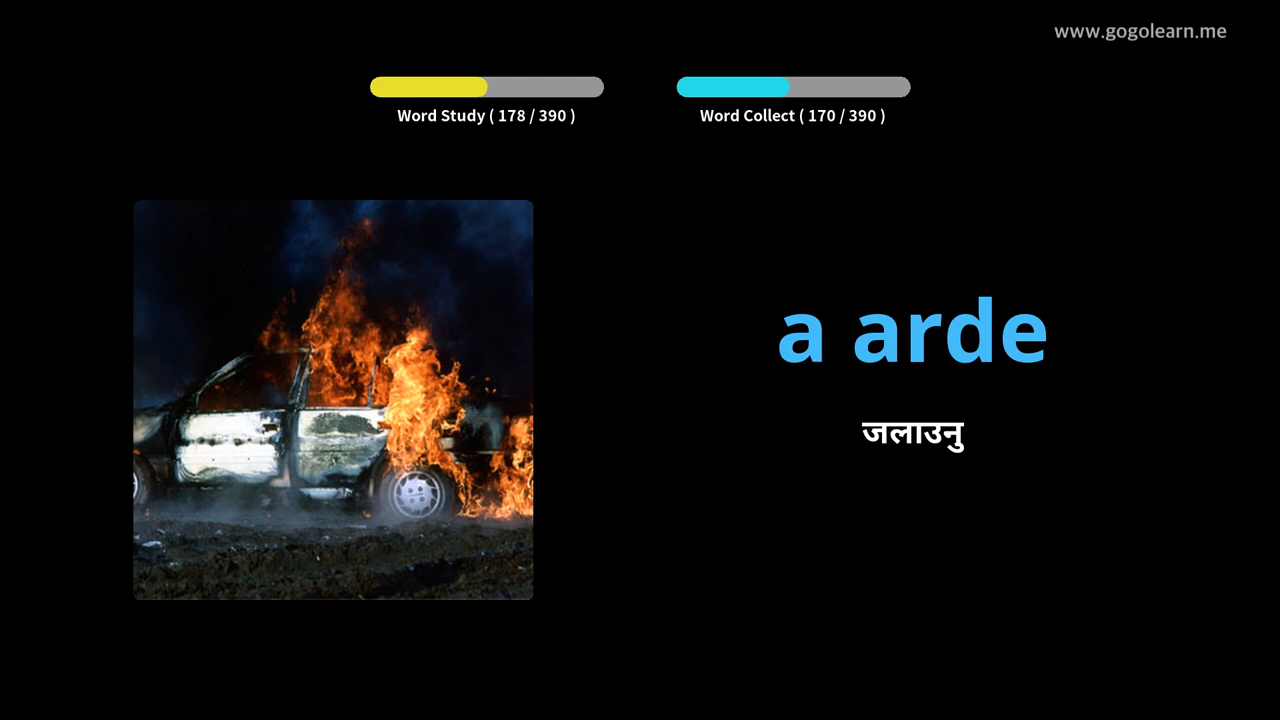 www.gogolearn.me
Word Study ( 178 / 390 )
Word Collect ( 170 / 390 )
a arde
जलाउनु